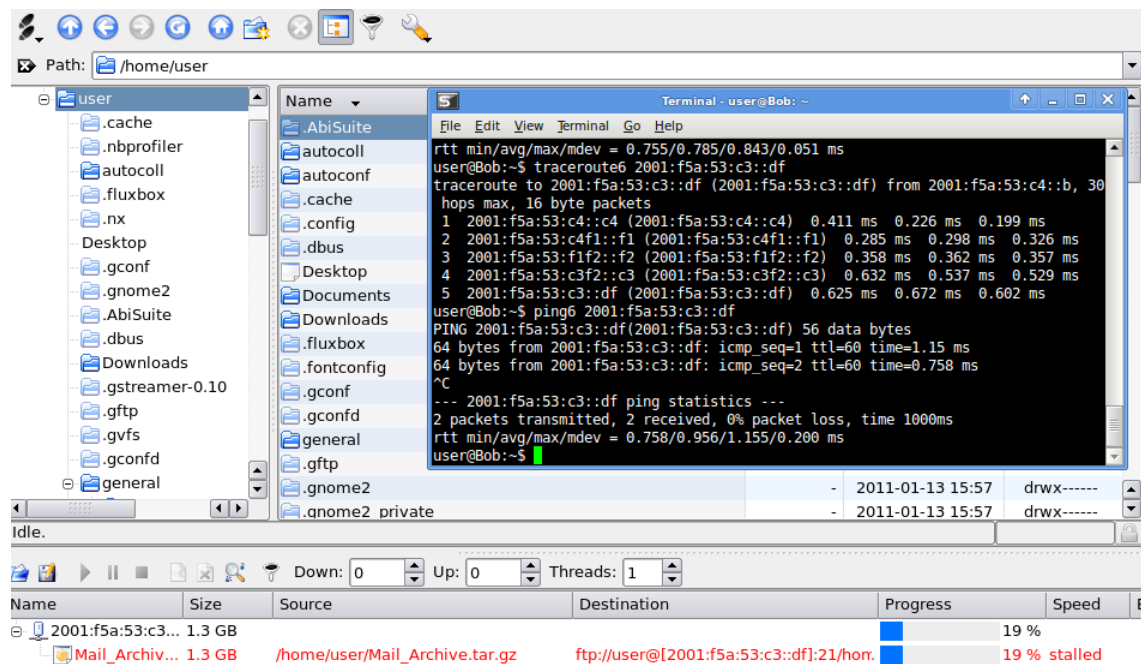 Path: /home/user
user
.cache
.nbprofiler
autocoll
.fluxbox
.nx
Desktop
.gconf
.gnome2
.AbiSuite
.dbus
Downloads
.gstreamer-0.10
.gftp
.gvfs
.gconfd
general
Name
.AbiSuite
autocoll
autoconf
.cache
.config
.dbus
Desktop
Documents
Downloads
.fluxbox
.fontconfig
.gconf
.gconfd
general
.gftp
.gnome2 - 2011-01-13 15:57 drwx------
.gnome2_private - 2011-01-13 15:57 drwx------
Terminal - user@Bob: ~
File Edit View Terminal Go Help
rtt min/avg/max/mdev = 0.755/0.785/0.843/0.051 ms
user@Bob:~$ traceroute6 2001:f5a:53:c3::df
traceroute to 2001:f5a:53:c3::df (2001:f5a:53:c3::df) from 2001:f5a:53:c4::b, 30
hops max, 16 byte packets
1 2001:f5a:53:c4::c4 (2001:f5a:53:c4::c4) 0.411 ms 0.226 ms 0.199 ms
2 2001:f5a:53:c4f1::f1 (2001:f5a:53:c4f1::f1) 0.285 ms 0.298 ms 0.326 ms
3 2001:f5a:53:f1f2::f2 (2001:f5a:53:f1f2::f2) 0.358 ms 0.362 ms 0.357 ms
4 2001:f5a:53:c3f2::c3 (2001:f5a:53:c3f2::c3) 0.632 ms 0.537 ms 0.529 ms
5 2001:f5a:53:c3::df (2001:f5a:53:c3::df) 0.625 ms 0.672 ms 0.602 ms
user@Bob:~$ ping6 2001:f5a:53:c3::df
PING 2001:f5a:53:c3::df(2001:f5a:53:c3::df) 56 data bytes
64 bytes from 2001:f5a:53:c3::df: icmp_seq=1 ttl=60 time=1.15 ms
64 bytes from 2001:f5a:53:c3::df: icmp_seq=2 ttl=60 time=0.758 ms
^C
--- 2001:f5a:53:c3::df ping statistics ---
2 packets transmitted, 2 received, 0% packet loss, time 1000ms
rtt min/avg/max/mdev = 0.758/0.956/1.155/0.200 ms
user@Bob:~$
Idle.
Down: 0 Up: 0 Threads: 1
Name Size Source Destination Progress Speed
2001:f5a:53:c3... 1.3 GB 19 %
Mail_Archiv... 1.3 GB /home/user/Mail_Archive.tar.gz ftp://user@[2001:f5a:53:c3::df]:21/hom 19 % stalled